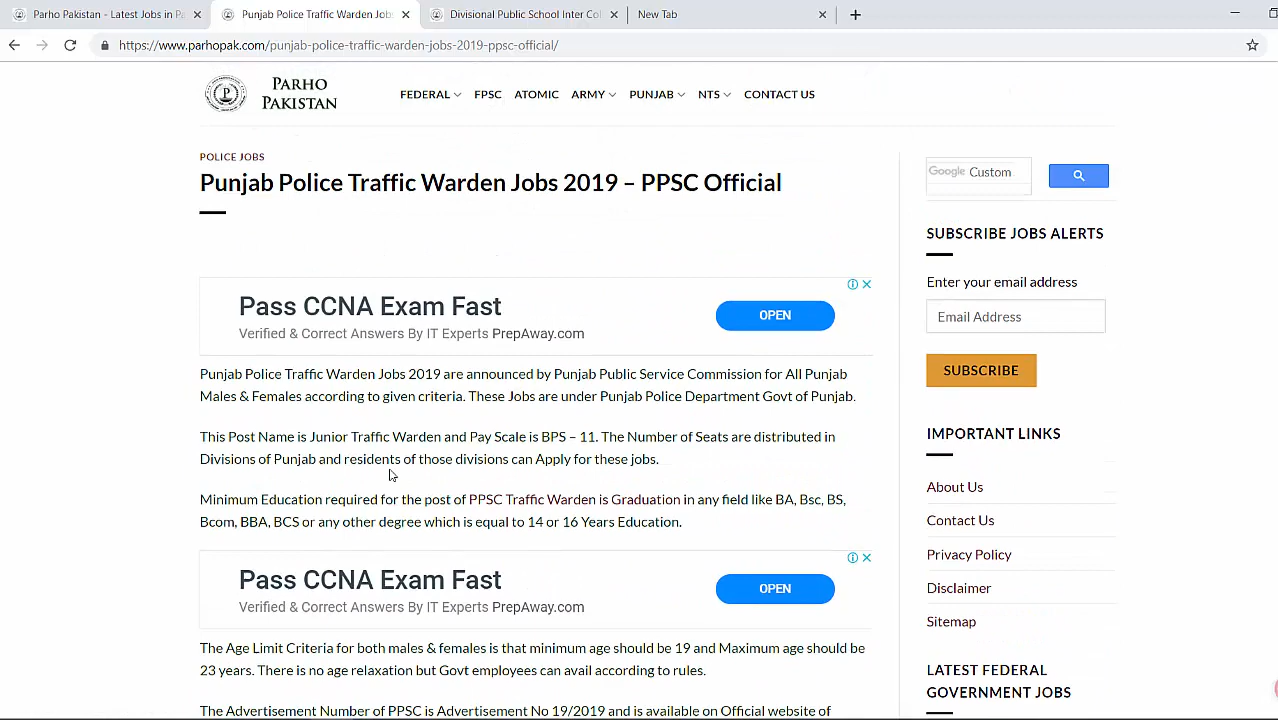 Parho Pakistan - Latest Jobs in Pa
Punjab Police Traffic Warden Jobs
Divisional Public School Inter Col
New Tab
https://www.parhopak.com/punjab-police-traffic-warden-jobs-2019-ppsc-official/
PARHO
PAKISTAN
FEDERAL
FPSC
ATOMIC
ARMY
PUNJAB
NTS
CONTACT US
POLICE JOBS
Punjab Police Traffic Warden Jobs 2019 – PPSC Official
Pass CCNA Exam Fast
Verified & Correct Answers By IT Experts PrepAway.com
OPEN
Punjab Police Traffic Warden Jobs 2019 are announced by Punjab Public Service Commission for All Punjab
Males & Females according to given criteria. These Jobs are under Punjab Police Department Govt of Punjab.
This Post Name is Junior Traffic Warden and Pay Scale is BPS – 11. The Number of Seats are distributed in
Divisions of Punjab and residents of those divisions can Apply for these jobs.
Minimum Education required for the post of PPSC Traffic Warden is Graduation in any field like BA, Bsc, BS,
Bcom, BBA, BCS or any other degree which is equal to 14 or 16 Years Education.
Pass CCNA Exam Fast
Verified & Correct Answers By IT Experts PrepAway.com
OPEN
The Age Limit Criteria for both males & females is that minimum age should be 19 and Maximum age should be
23 years. There is no age relaxation but Govt employees can avail according to rules.
The Advertisement Number of PPSC is Advertisement No 19/2019 and is available on Official website of
Google Custom
SUBSCRIBE JOBS ALERTS
Enter your email address
Email Address
SUBSCRIBE
IMPORTANT LINKS
About Us
Contact Us
Privacy Policy
Disclaimer
Sitemap
LATEST FEDERAL
GOVERNMENT JOBS